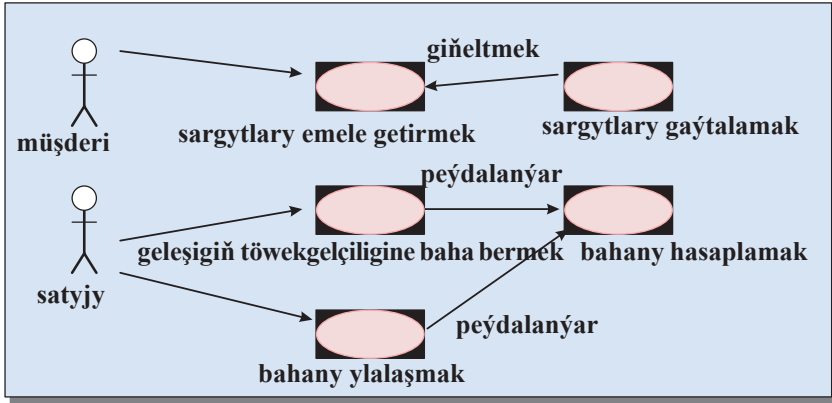 giňeltmek
sargytlary emele getirmek
sargytlary gaýtalamak
müşderi
peýdalanýar
geleşigiň töwekgelçiligine baha bermek
bahany hasaplamak
satyjy
peýdalanýar
bahany ylalaşmak